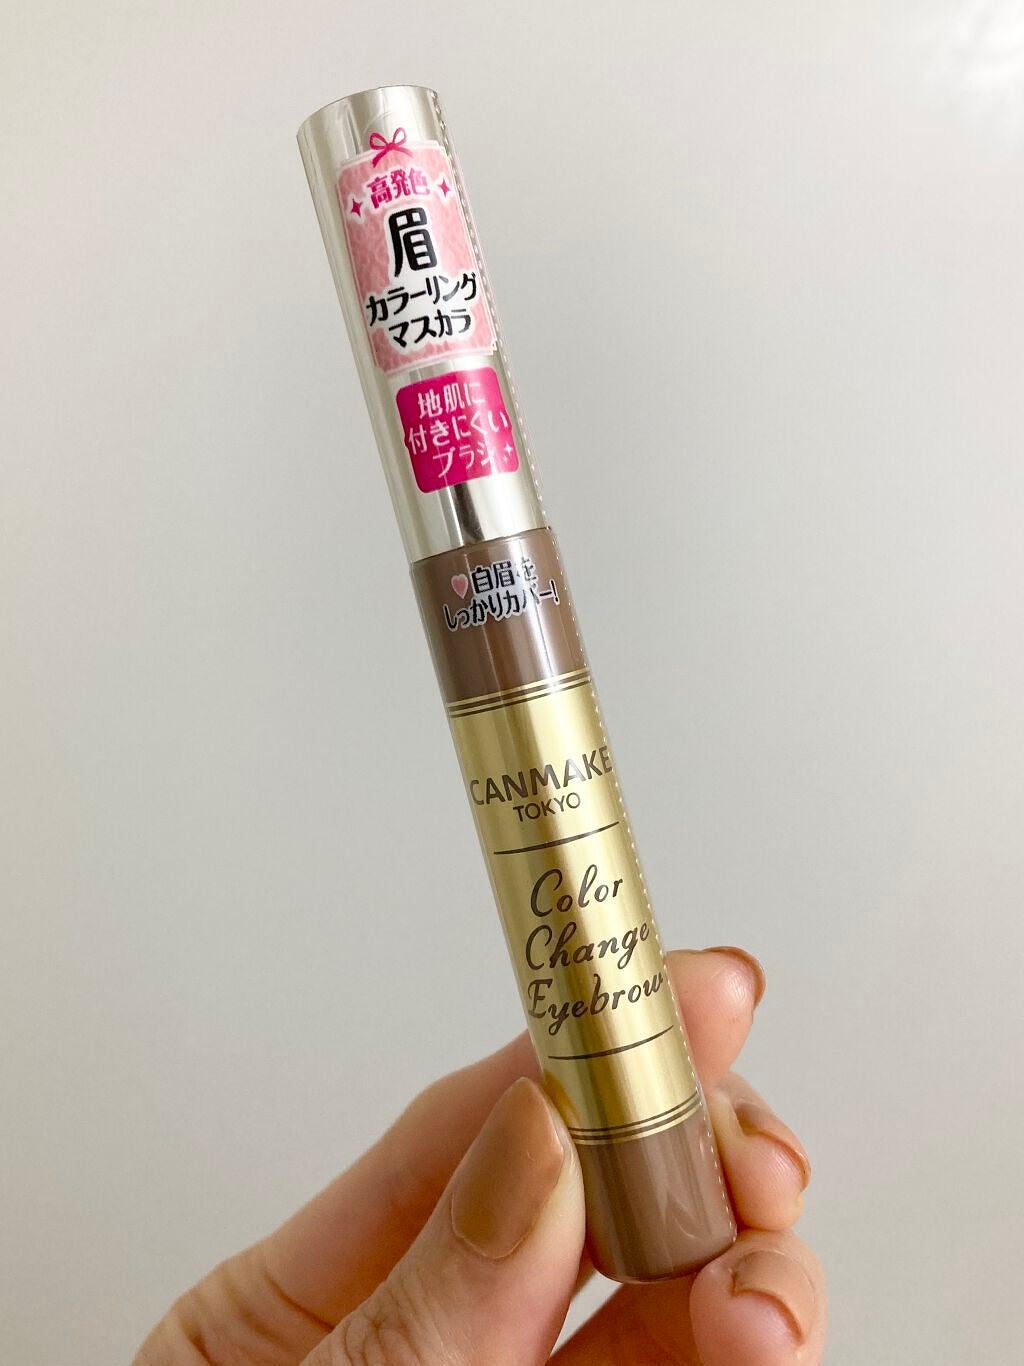 高発色
眉
カラーリング
マスカラ
地肌に
付きにくい
ブラシ
白眉を
しっかりカバー!
CANMAKE
TOKYO
Color
Change
Eyebrow